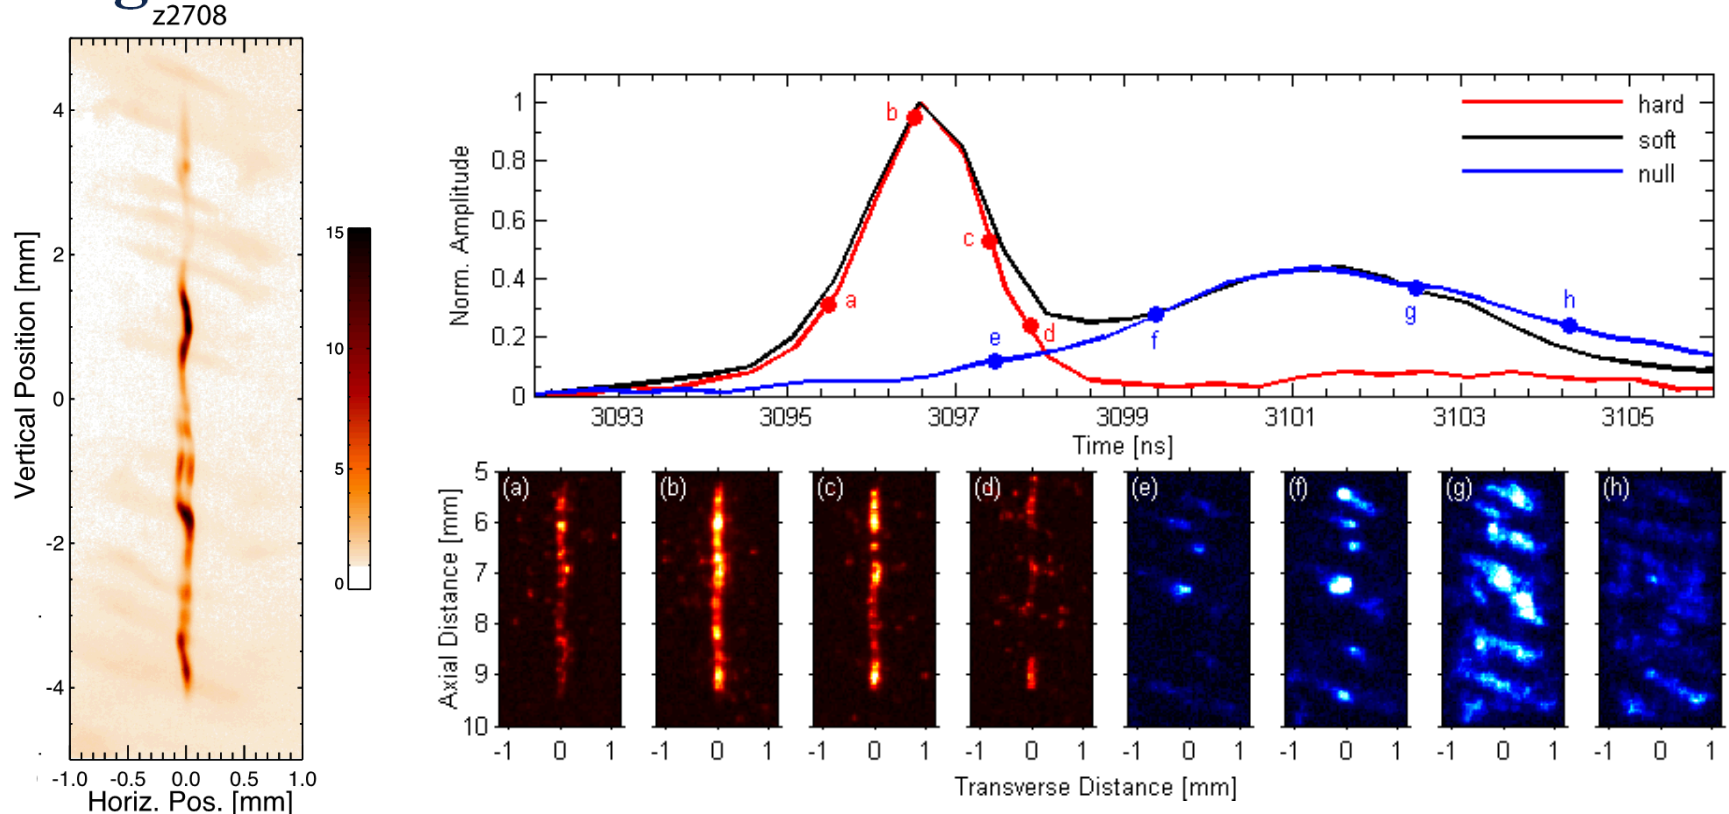 g
z2708
4
2
0
-2
-4
Vertical Position [mm]
-1.0 -0.5 0.0 0.5 1.0
Horiz. Pos. [mm]
15
10
5
0
Norm. Amplitude
1
0.8
0.6
0.4
0.2
0
hard
soft
null
a
b
c
d
e
f
g
h
3093 3095 3097 3099 3101 3103 3105
Time [ns]
Axial Distance [mm]
5
6
7
8
9
10
(a) (b) (c) (d) (e) (f) (g) (h)
-1 0 1 -1 0 1 -1 0 1 -1 0 1 -1 0 1 -1 0 1 -1 0 1 -1 0 1
Transverse Distance [mm]